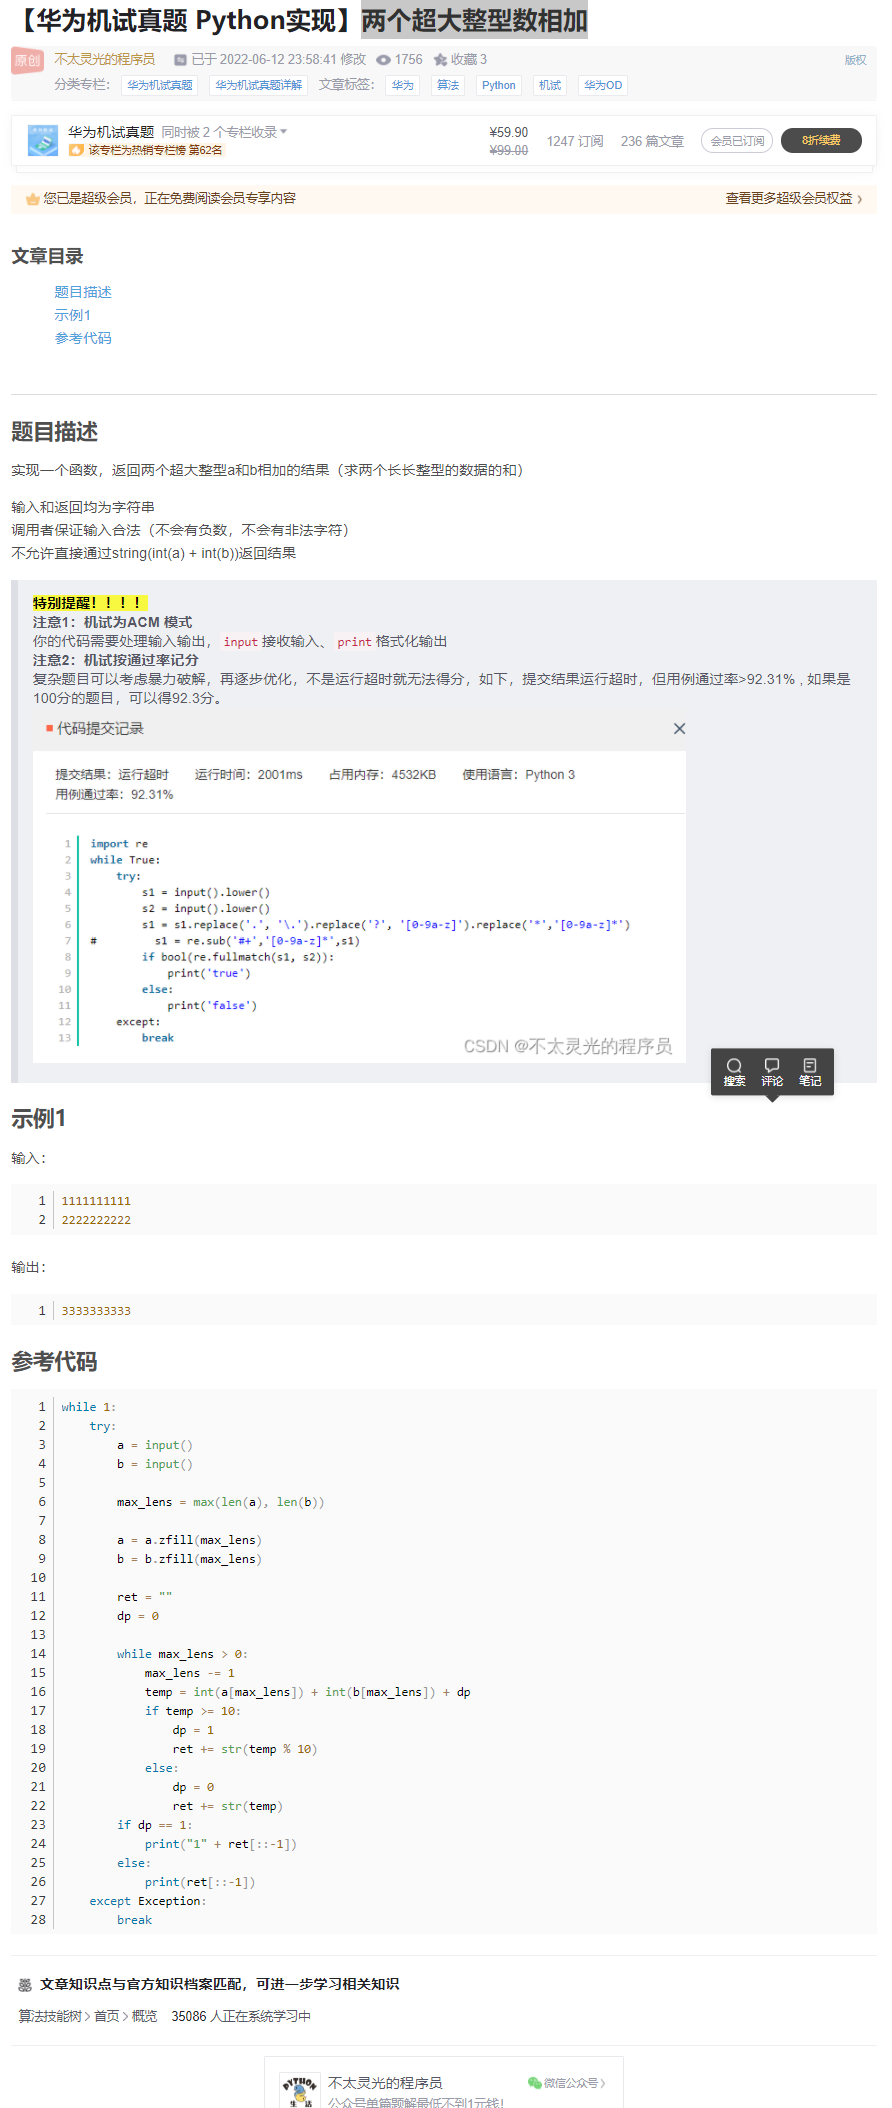 【华为机试真题 Python实现】两个超大整型数相加
原创 不太灵光的程序员 已于 2022-06-12 23:58:41 修改 1756 收藏 3 版权
分类专栏： 华为机试真题 华为机试真题详解 文章标签： 华为 算法 Python 机试 华为OD
华为机试真题 同时被 2 个专栏收录 ¥59.90 1247 订阅 236 篇文章 会员已订阅 8折续费
该专栏为热销专栏榜 第62名 ¥99.00
您已是超级会员，正在免费阅读会员专享内容 查看更多超级会员权益 》
文章目录
题目描述
示例1
参考代码
题目描述
实现一个函数，返回两个超大整型a和b相加的结果（求两个长长整型的数据的和）
输入和返回均为字符串
调用者保证输入合法（不会有负数，不会有非法字符）
不允许直接通过string(int(a) + int(b))返回结果
特别提醒！！！！
注意1：机试为ACM 模式
你的代码需要处理输入输出，input 接收输入、print 格式化输出
注意2：机试按通过率记分
复杂题目可以考虑暴力破解，再逐步优化，不是运行超时就无法得分，如下，提交结果运行超时，但用例通过率>92.31%，如果是
100分的题目，可以得92.3分。
代码提交记录
提交结果：运行超时 运行时间：2001ms 占用内存：4532KB 使用语言：Python 3
用例通过率：92.31%
1 import re
2 while True:
3 try:
4 s1 = input().lower()
5 s2 = input().lower()
6 s1 = s1.replace('.', '\.').replace('?', '[0-9a-z]').replace('*','[0-9a-z]*')
7 # s1 = re.sub('#+','[0-9a-z]*',s1)
8 if bool(re.fullmatch(s1, s2)):
9 print('true')
10 else:
11 print('false')
12 except:
13 break
CSDN @不太灵光的程序员
搜索 评论 笔记
示例1
输入：
1 1111111111
2 2222222222
输出：
1 3333333333
参考代码
1 while 1:
2 try:
3 a = input()
4 b = input()
5
6 max_lens = max(len(a), len(b))
7
8 a = a.zfill(max_lens)
9 b = b.zfill(max_lens)
10
11 ret = ""
12 dp = 0
13
14 while max_lens > 0:
15 max_lens -= 1
16 temp = int(a[max_lens]) + int(b[max_lens]) + dp
17 if temp >= 10:
18 dp = 1
19 ret += str(temp % 10)
20 else:
21 dp = 0
22 ret += str(temp)
23 if dp == 1:
24 print("1" + ret[::-1])
25 else:
26 print(ret[::-1])
27 except Exception:
28 break
文章知识点与官方知识档案匹配，可进一步学习相关知识
算法技能树 > 首页 > 概览 35086 人正在系统学习中
PYTHON
生活
不太灵光的程序员 微信公众号 》
公众号单篇题解最低不到1元钱！